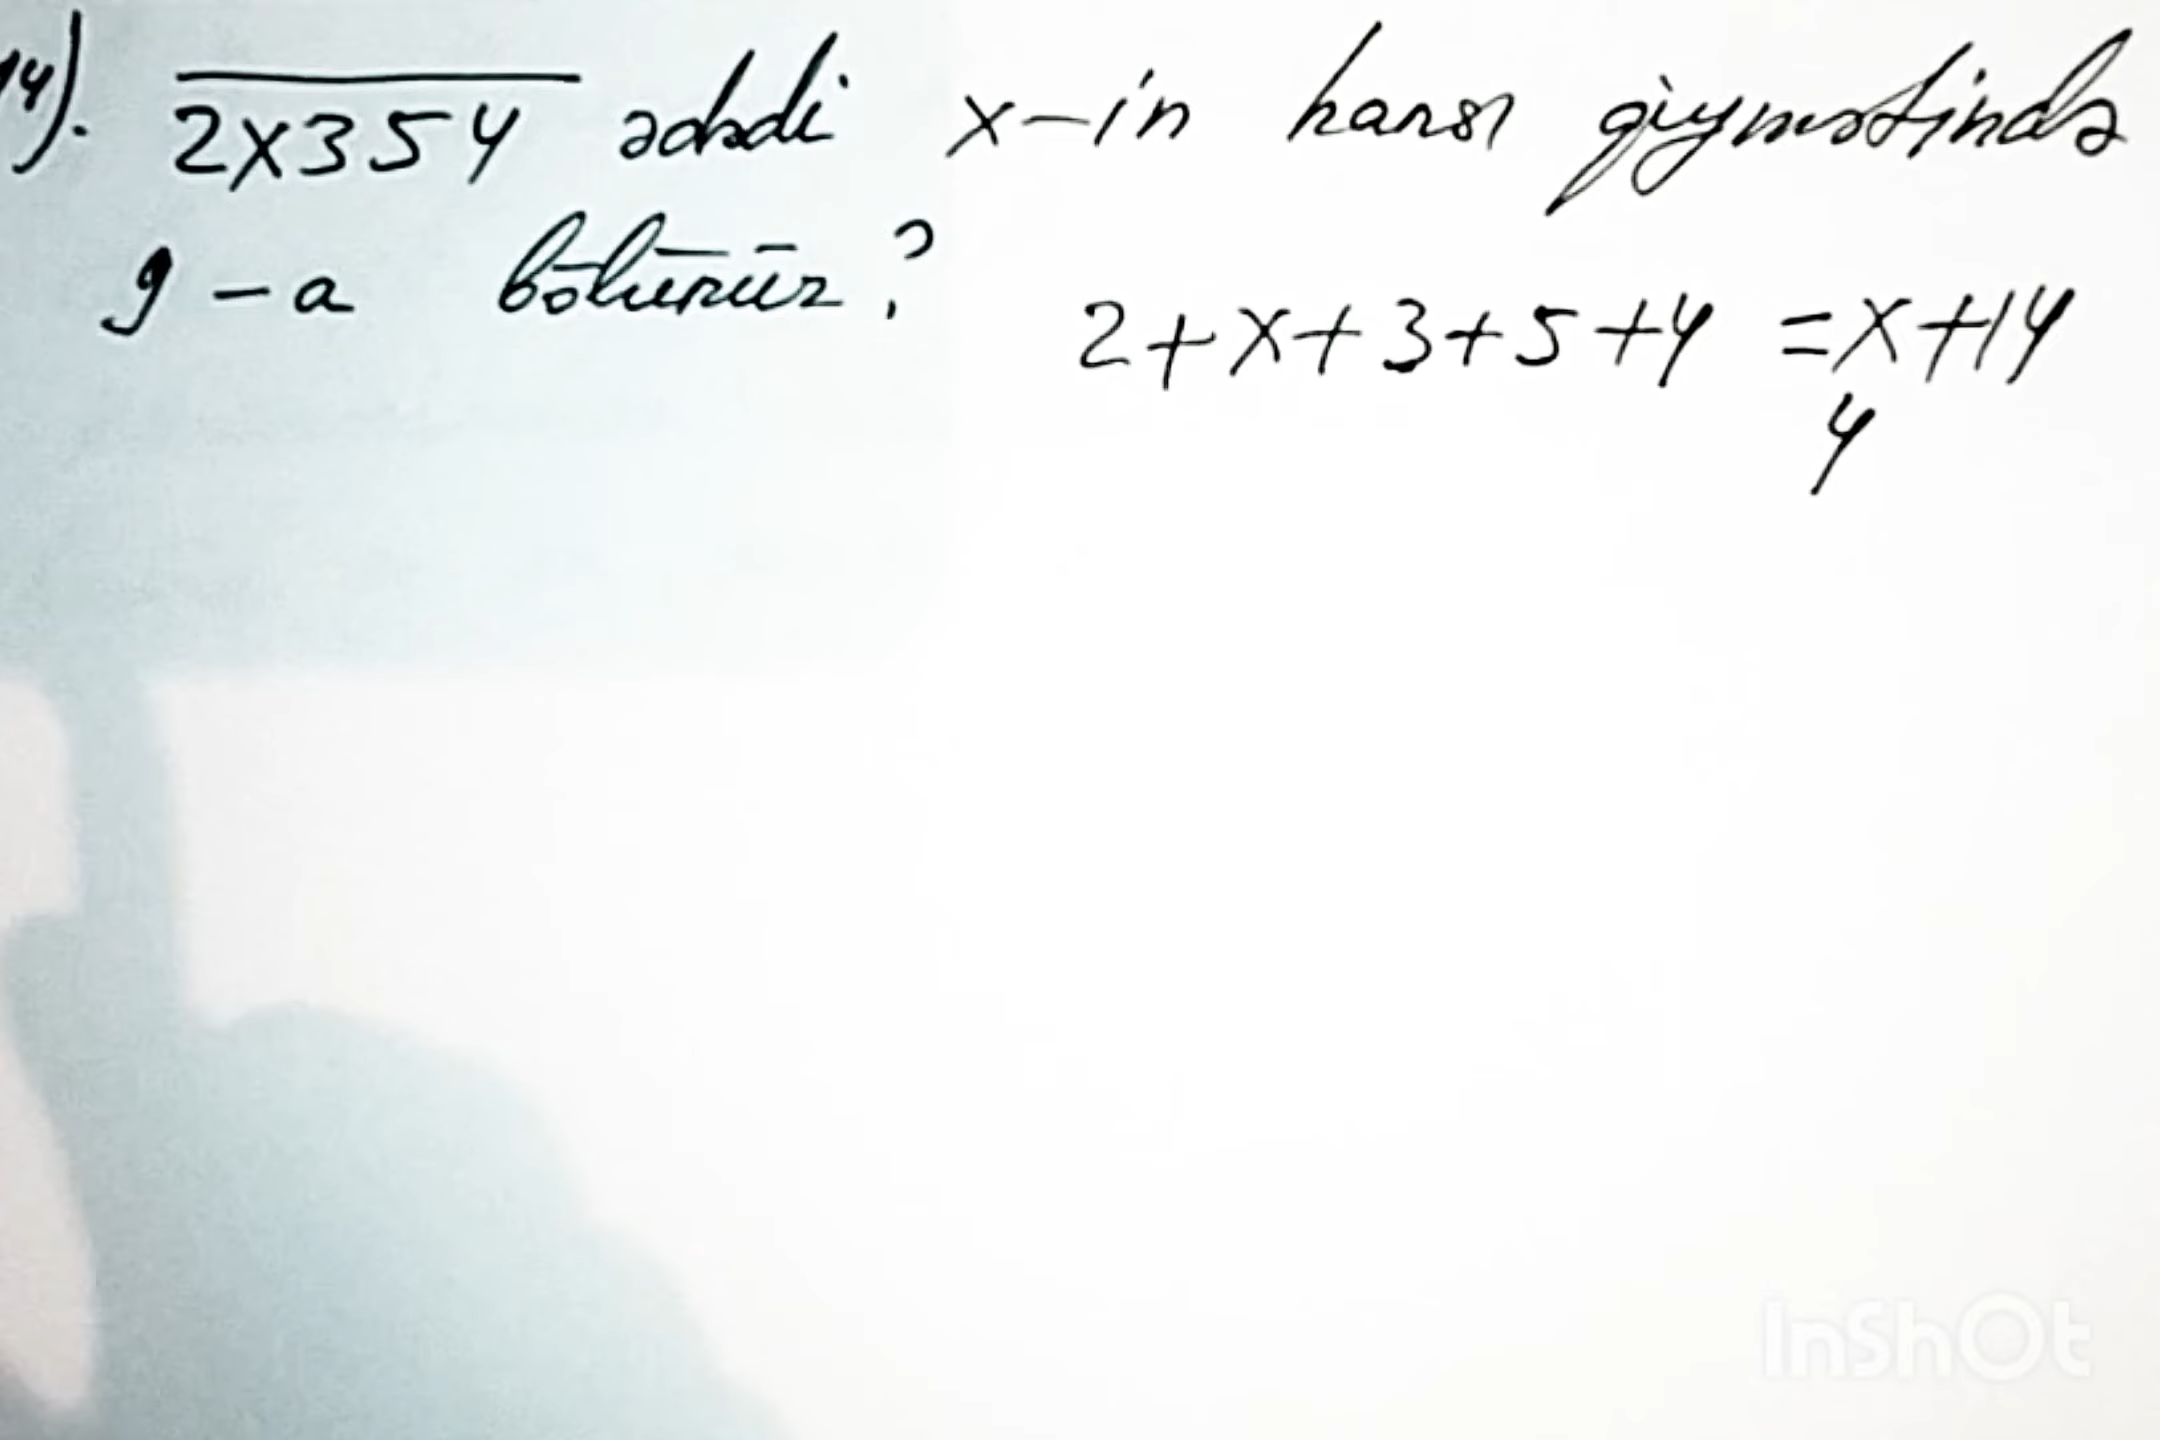 14). 2x354 ədədi x-in hansı qiymətində
9-a bölünür?
2+x+3+5+4 = x+14
4
InShOt